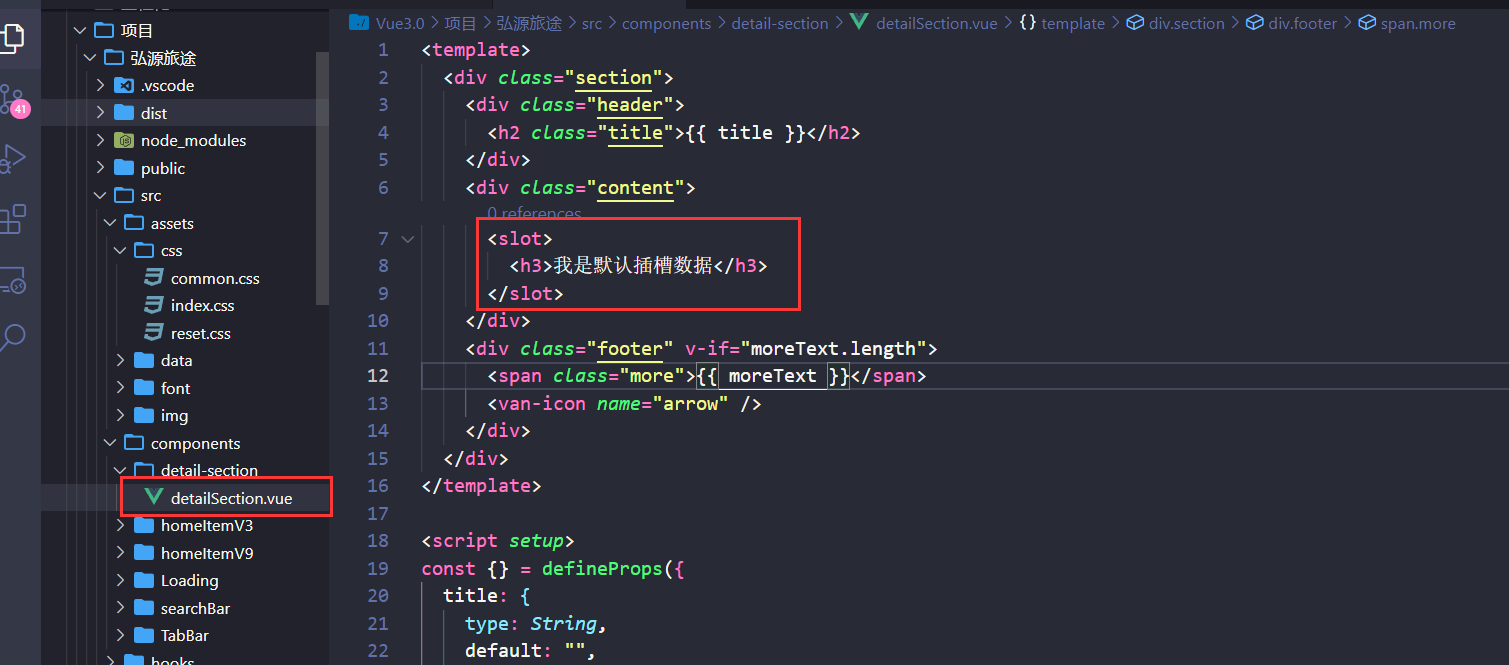 项目
弘源旅途
.vscode
dist
41
node_modules
public
src
assets
css
common.css
index.css
reset.css
data
font
img
components
detail-section
detailSection.vue
homeItemV3
homeItemV9
Loading
searchBar
TabBar
hooks
Vue3.0 > 项目 > 弘源旅途 > src > components > detail-section > detailSection.vue > {} template > div.section > div.footer > span.more
1 <template>
2 <div class="section">
3 <div class="header">
4 <h2 class="title">{{ title }}</h2>
5 </div>
6 <div class="content">
0 references
7 <slot>
8 <h3>我是默认插槽数据</h3>
9 </slot>
10 </div>
11 <div class="footer" v-if="moreText.length">
12 <span class="more">{{ moreText }}</span>
13 <van-icon name="arrow" />
14 </div>
15 </div>
16 </template>
17
18 <script setup>
19 const {} = defineProps({
20 title: {
21 type: String,
22 default: "",